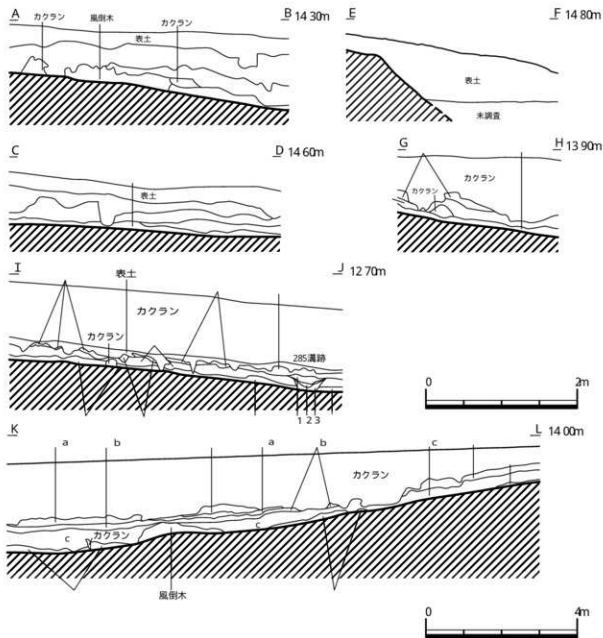 A
カクラン
風倒木
カクラン
B 14 30m
表土
E
F 14 80m
表土
未調査
C
D 14 60m
表土
G
H 13 90m
カクラン
カクラン
I
表土
J
12 70m
カクラン
カクラン
285溝跡
1 2 3
0 2m
K
a b a b c
L 14 00m
カクラン
c カクラン c
風倒木
0 4m